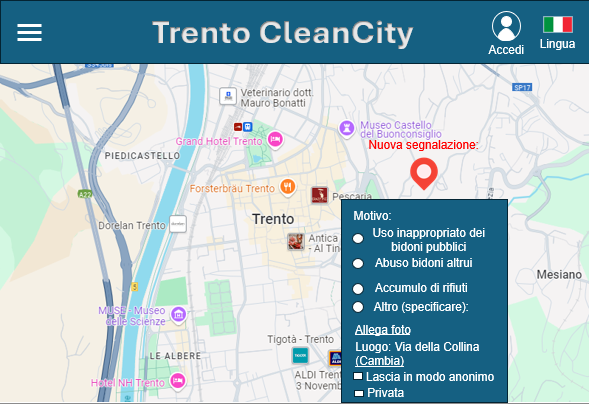 Trento CleanCity
Accedi
Lingua
SP17
Veterinario dott.
Mauro Bonatti
Museo Castello
del Buonconsiglio
Grand Hotel Trento
Nuova segnalazione:
PIEDICASTELLO
A22
Forsterbräu Trento
Pescaria
Dorelan Trento
Trento
Antica
- Al Tin
Mesiano
MUSE - Museo
delle Scienze
LE ALBERE
Tigotà - Trento
ALDI Trent
3 Novemb
Hotel NH Trento
Motivo:
Uso inappropriato dei
bidoni pubblici
Abuso bidoni altrui
Accumulo di rifiuti
Altro (specificare):
Allega foto
Luogo: Via della Collina
(Cambia)
Lascia in modo anonimo
Privata